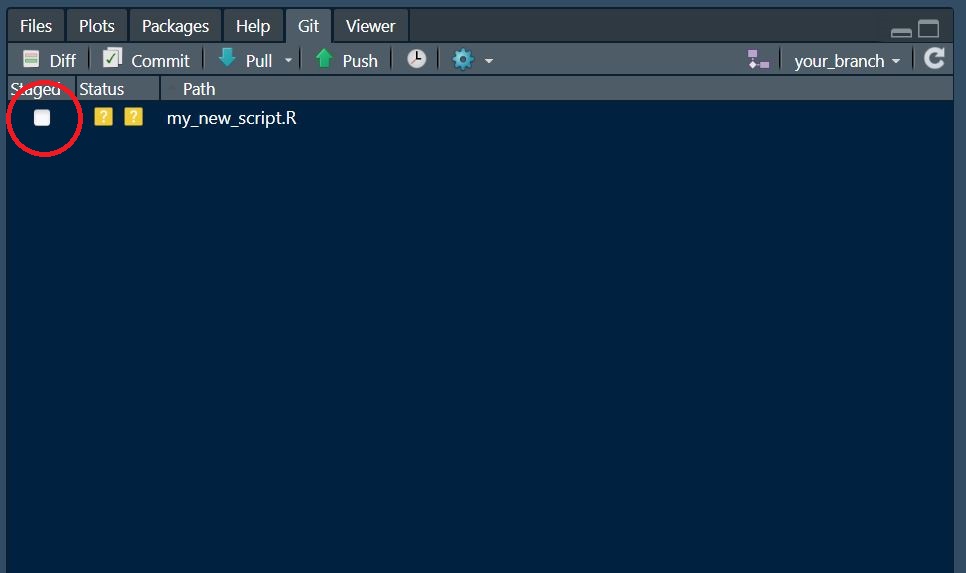 Files Plots Packages Help Git Viewer
Diff Commit Pull Push your_branch
Staged Status Path
? ? my_new_script.R